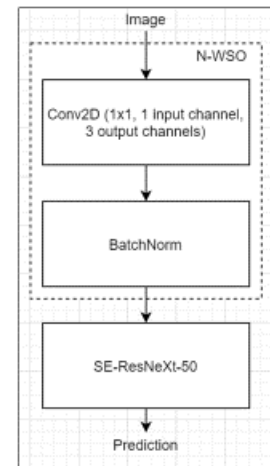 Image
N-WSO
Conv2D (1x1, 1 input channel,
3 output channels)
BatchNorm
SE-ResNeXt-50
Prediction